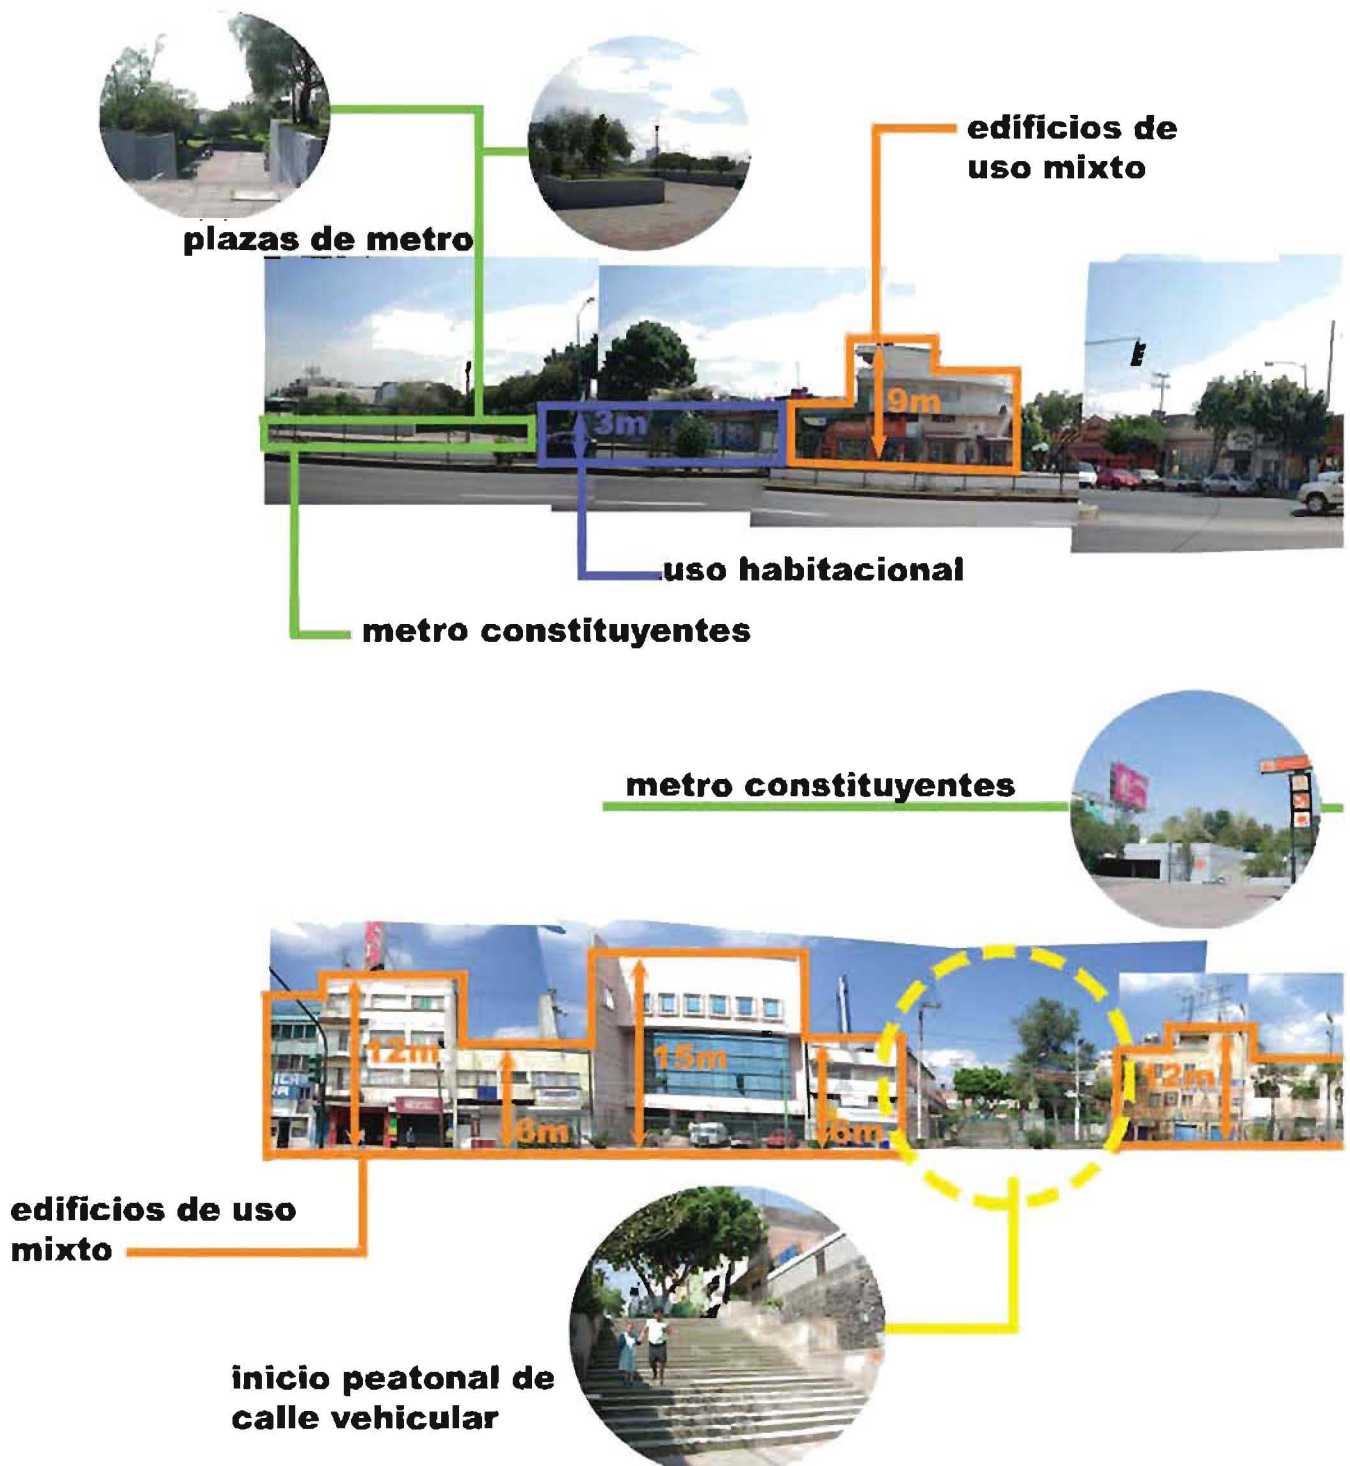 edificios de
uso mixto
plazas de metro
9m
3m
uso habitacional
metro constituyentes
metro constituyentes
12m
15m
6m
6m
12m
edificios de uso
mixto
inicio peatonal de
calle vehicular